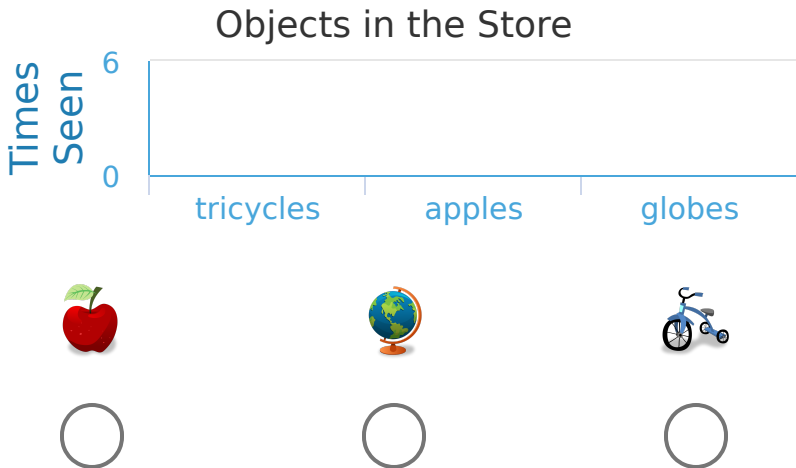 Objects in the Store
Times
Seen
6
0
tricycles
apples
globes